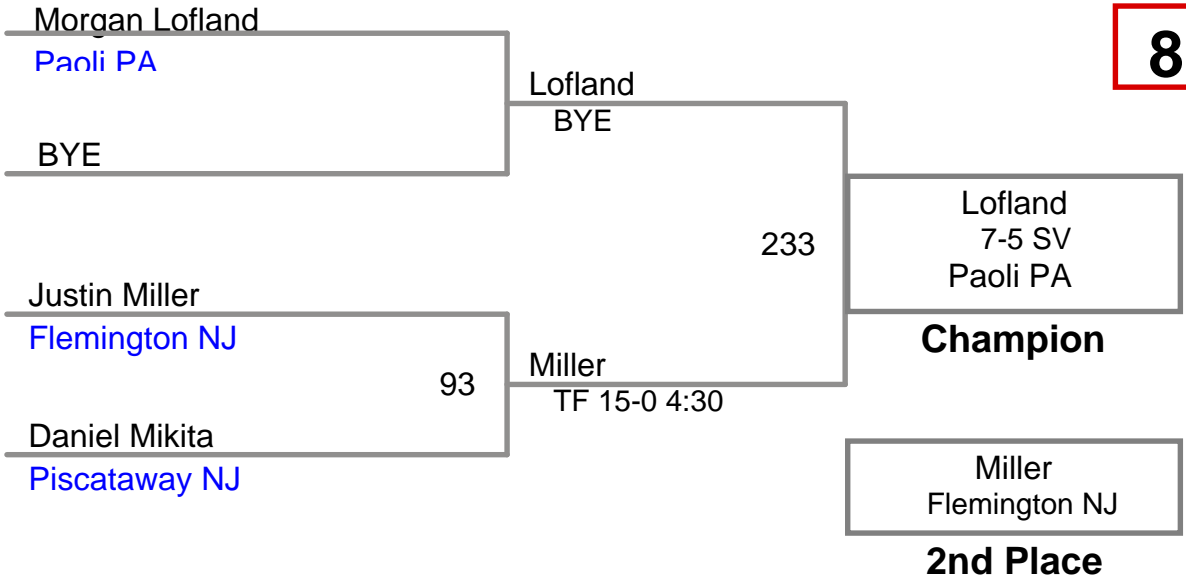 Morgan Lofland
Paoli PA
8
Lofland
BYE
BYE
233
Lofland
7-5 SV
Paoli PA
Champion
Justin Miller
Flemington NJ
93
Miller
TF 15-0 4:30
Daniel Mikita
Piscataway NJ
Miller
Flemington NJ
2nd Place